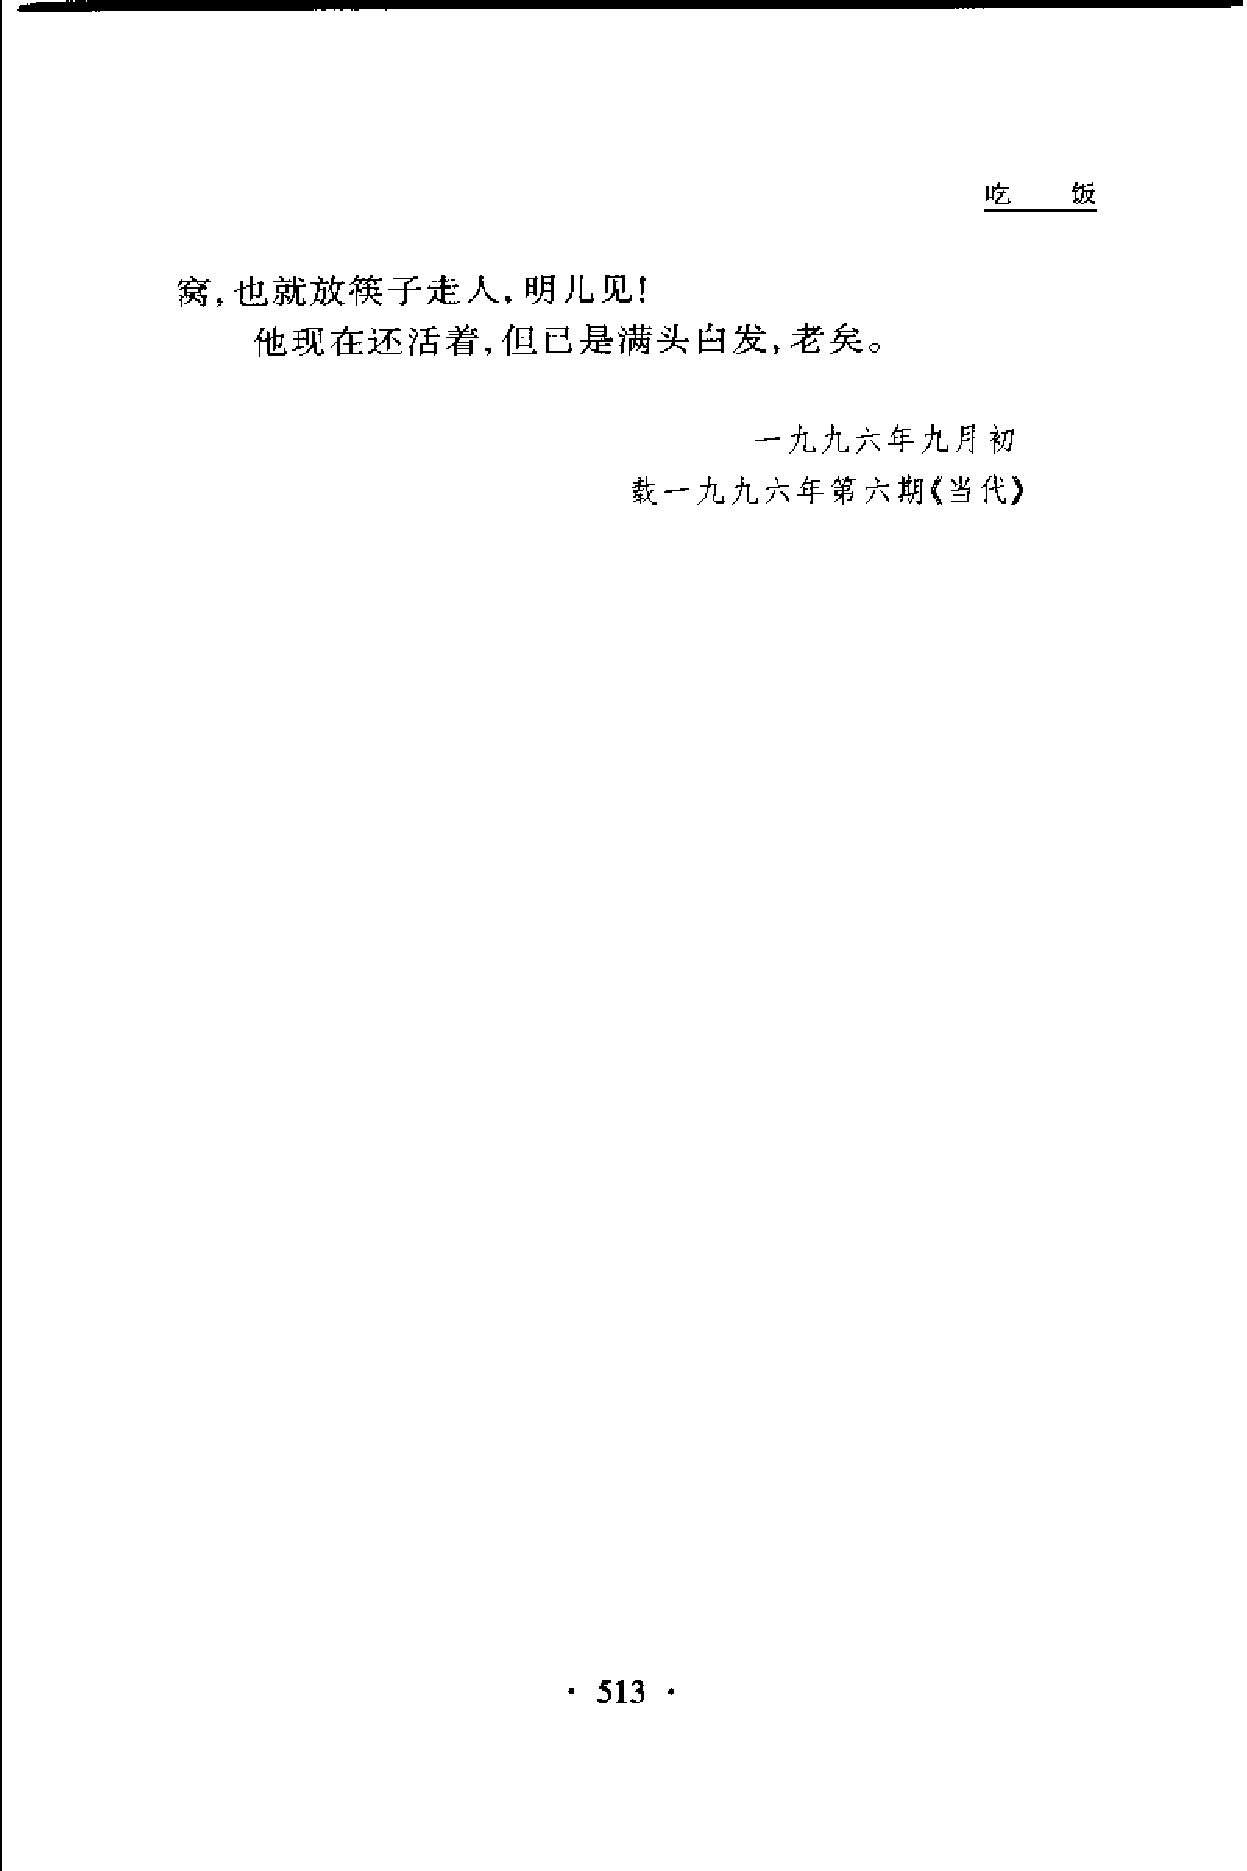 吃 饭
窝,也就放筷子走人,明儿见!
他现在还活着,但已是满头白发,老矣。
一九九六年九月初
载一九九六年第六期《当代》
· 513 ·